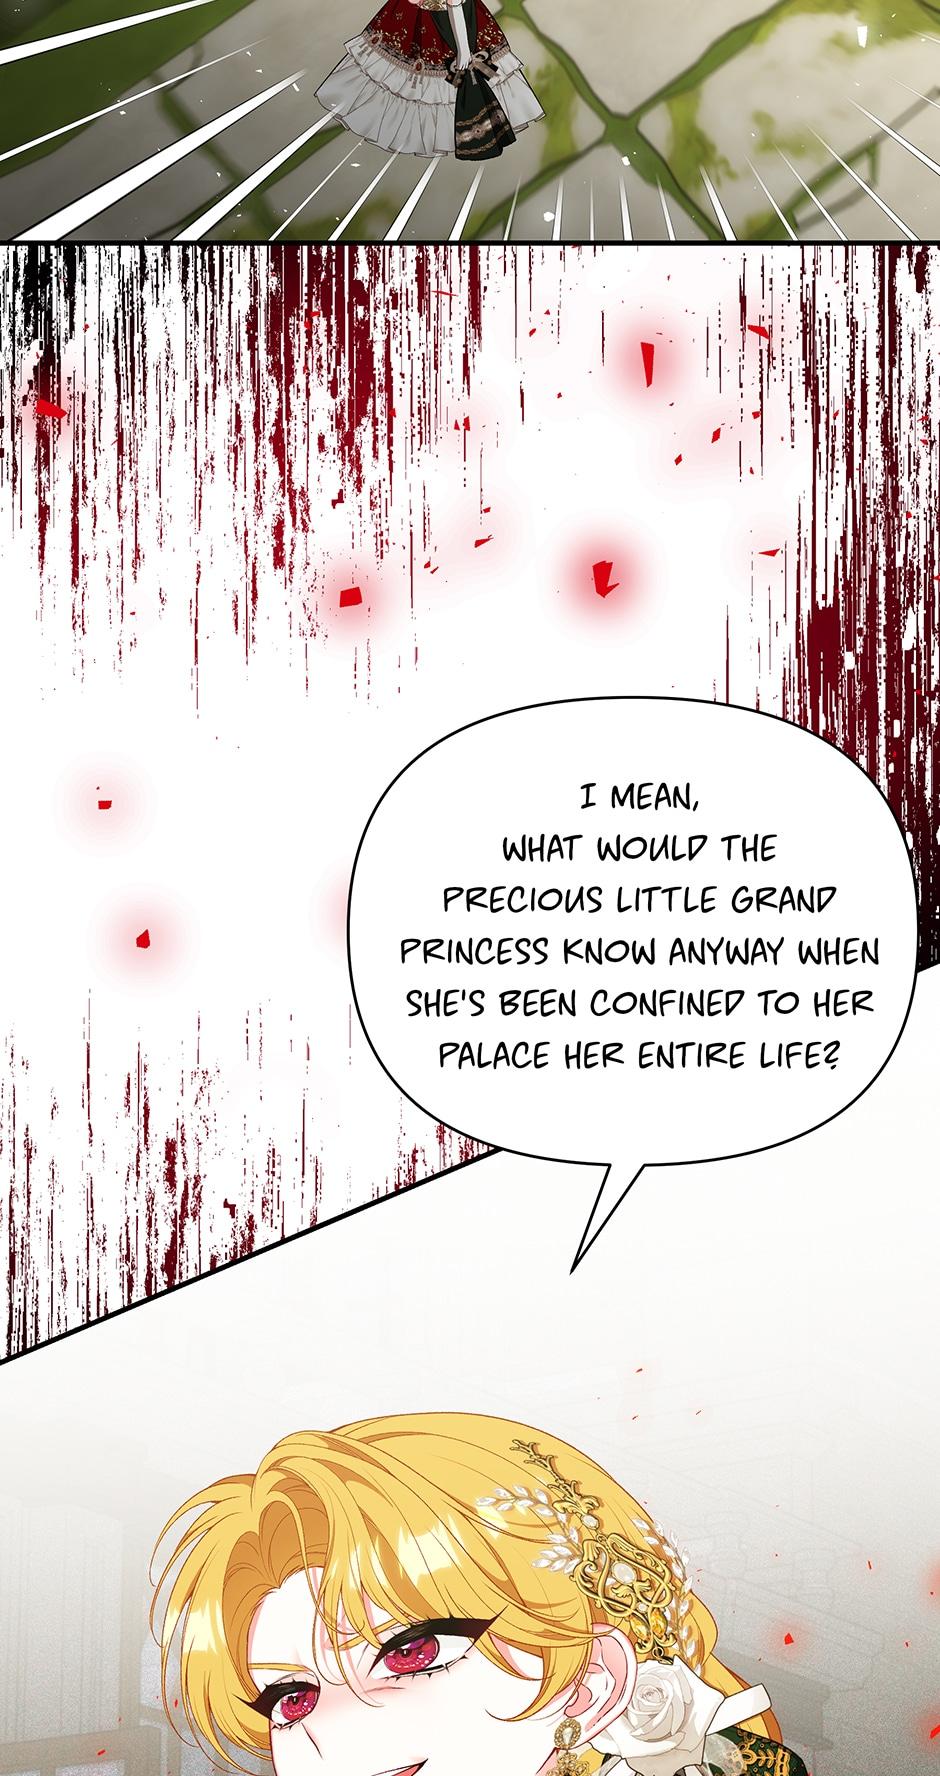 I MEAN,
WHAT WOULD THE
PRECIOUS LITTLE GRAND
PRINCESS KNOW ANYWAY WHEN
SHE'S BEEN CONFINED TO HER
PALACE HER ENTIRE LIFE?